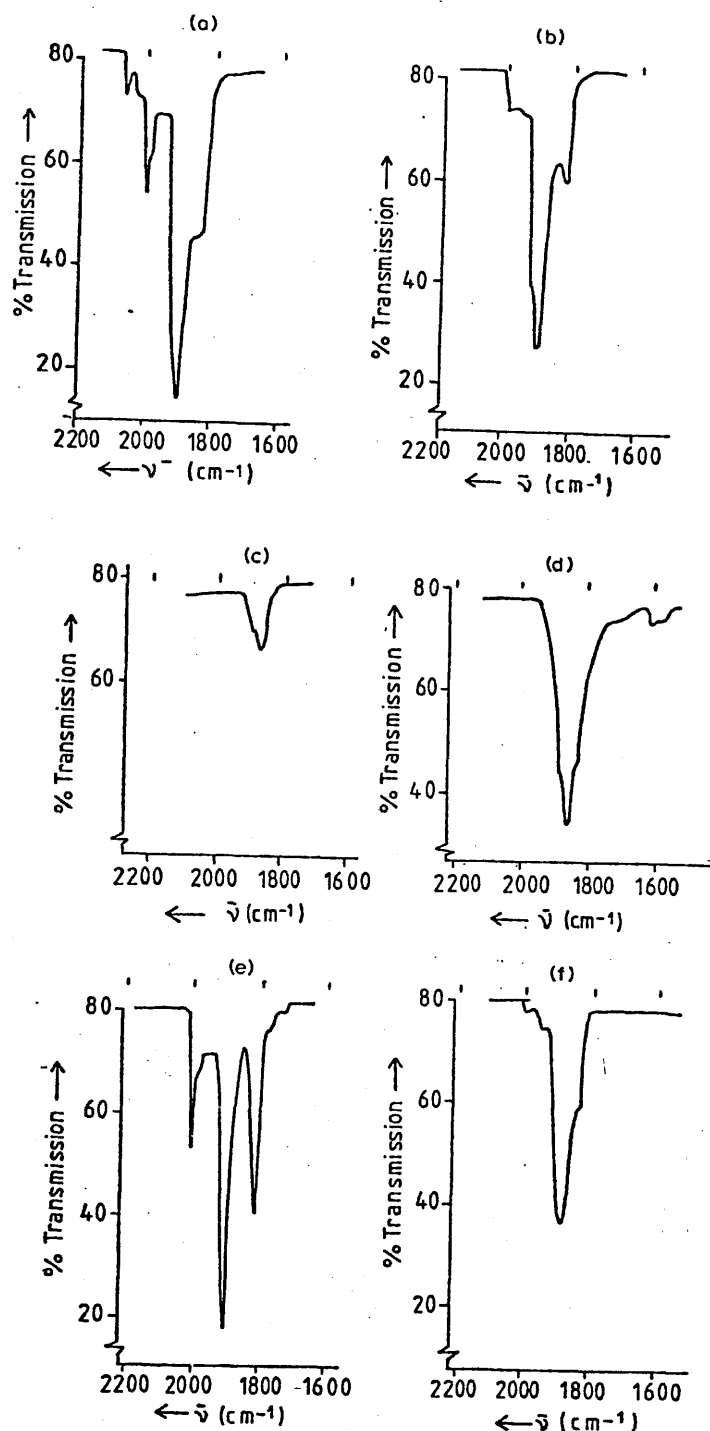 (a)
80
60
40
20
% Transmission →
2200 2000 1800 1600
← ν¯ (cm-1)
(b)
80
60
40
20
% Transmission →
2200 2000 1800. 1600
← ν̄ (cm-1)
(c)
80
60
% Transmission →
2200 2000 1800 1600
← ν̄ (cm-1)
(d)
80
60
40
% Transmission →
2200 2000 1800 1600
← ν̄ (cm-1)
(e)
80
60
40
20
% Transmission →
2200 2000 1800 1600
← ν̄ (cm-1)
(f)
80
60
40
20
% Transmission →
2200 2000 1800 1600
← ν̄ (cm-1)